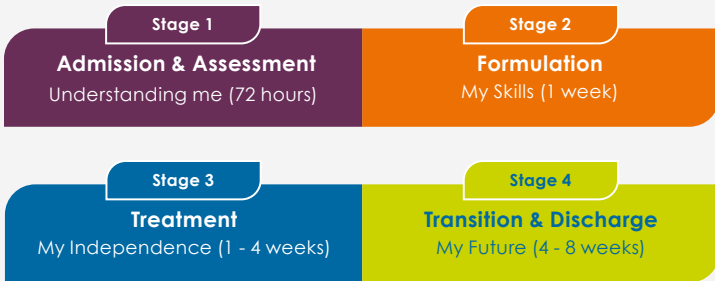 Stage 1
Admission & Assessment
Understanding me (72 hours)
Stage 2
Formulation
My Skills (1 week)
Stage 3
Treatment
My Independence (1 - 4 weeks)
Stage 4
Transition & Discharge
My Future (4 - 8 weeks)